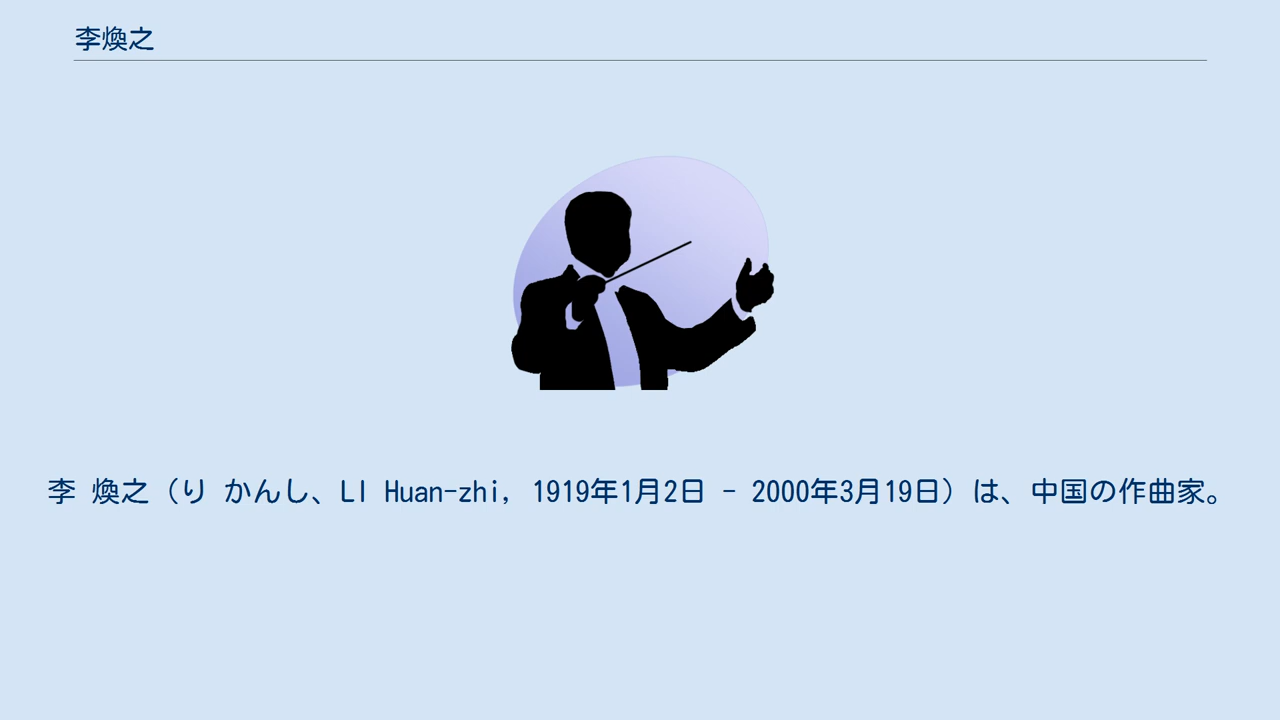 李煥之
李 煥之（り かんし、LI Huan-zhi, 1919年1月2日 - 2000年3月19日）は、中国の作曲家。